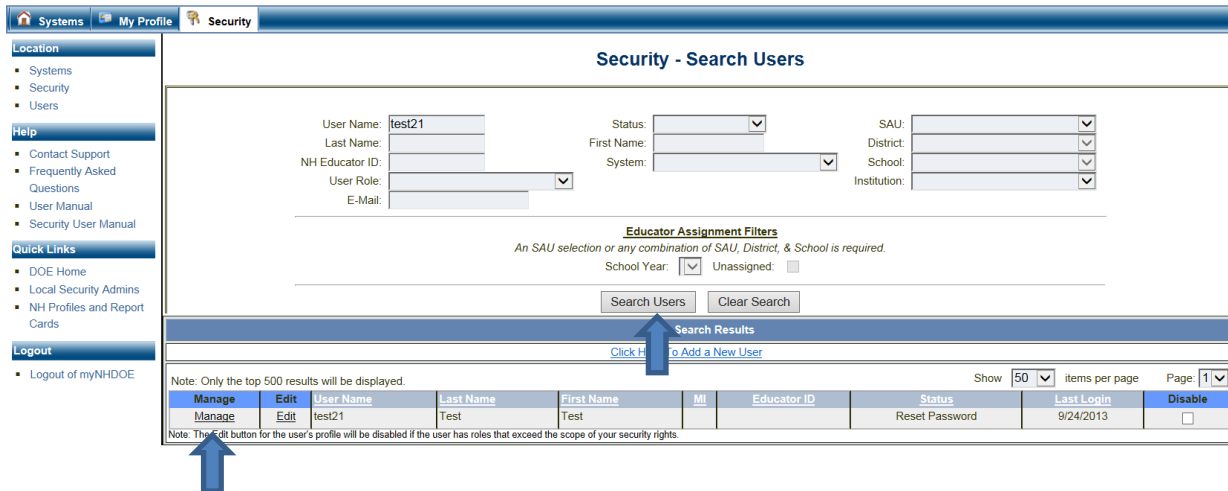 Systems My Profile Security
Location
Systems
Security
Users
Help
Contact Support
Frequently Asked
Questions
User Manual
Security User Manual
Quick Links
DOE Home
Local Security Admins
NH Profiles and Report
Cards
Logout
Logout of myNHDOE
Security - Search Users
User Name: test21 Status: SAU:
Last Name: First Name: District:
NH Educator ID: System: School:
User Role: Institution:
E-Mail:
Educator Assignment Filters
An SAU selection or any combination of SAU, District, & School is required.
School Year: Unassigned:
Search Users Clear Search
Search Results
Click To Add a New User
Note: Only the top 500 results will be displayed. Show 50 items per page Page: 1
Manage Edit User Name Last Name First Name MI Educator ID Status Last Login Disable
Manage Edit test21 Test Test Reset Password 9/24/2013
Note: The Edit button for the user's profile will be disabled if the user has roles that exceed the scope of your security rights.